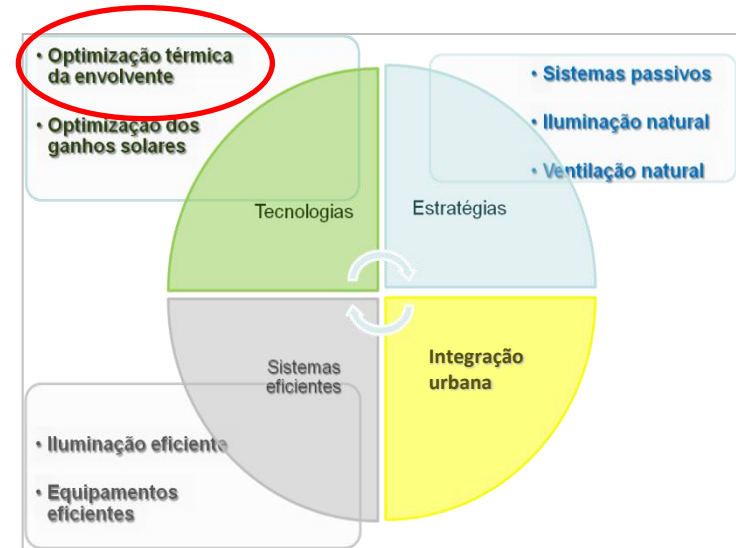 • Optimização térmica
da envolvente
• Optimização dos
ganhos solares
• Sistemas passivos
• Iluminação natural
• Ventilação natural
Tecnologias
Estratégias
Sistemas
eficientes
Integração
urbana
• Iluminação eficiente
• Equipamentos
eficientes